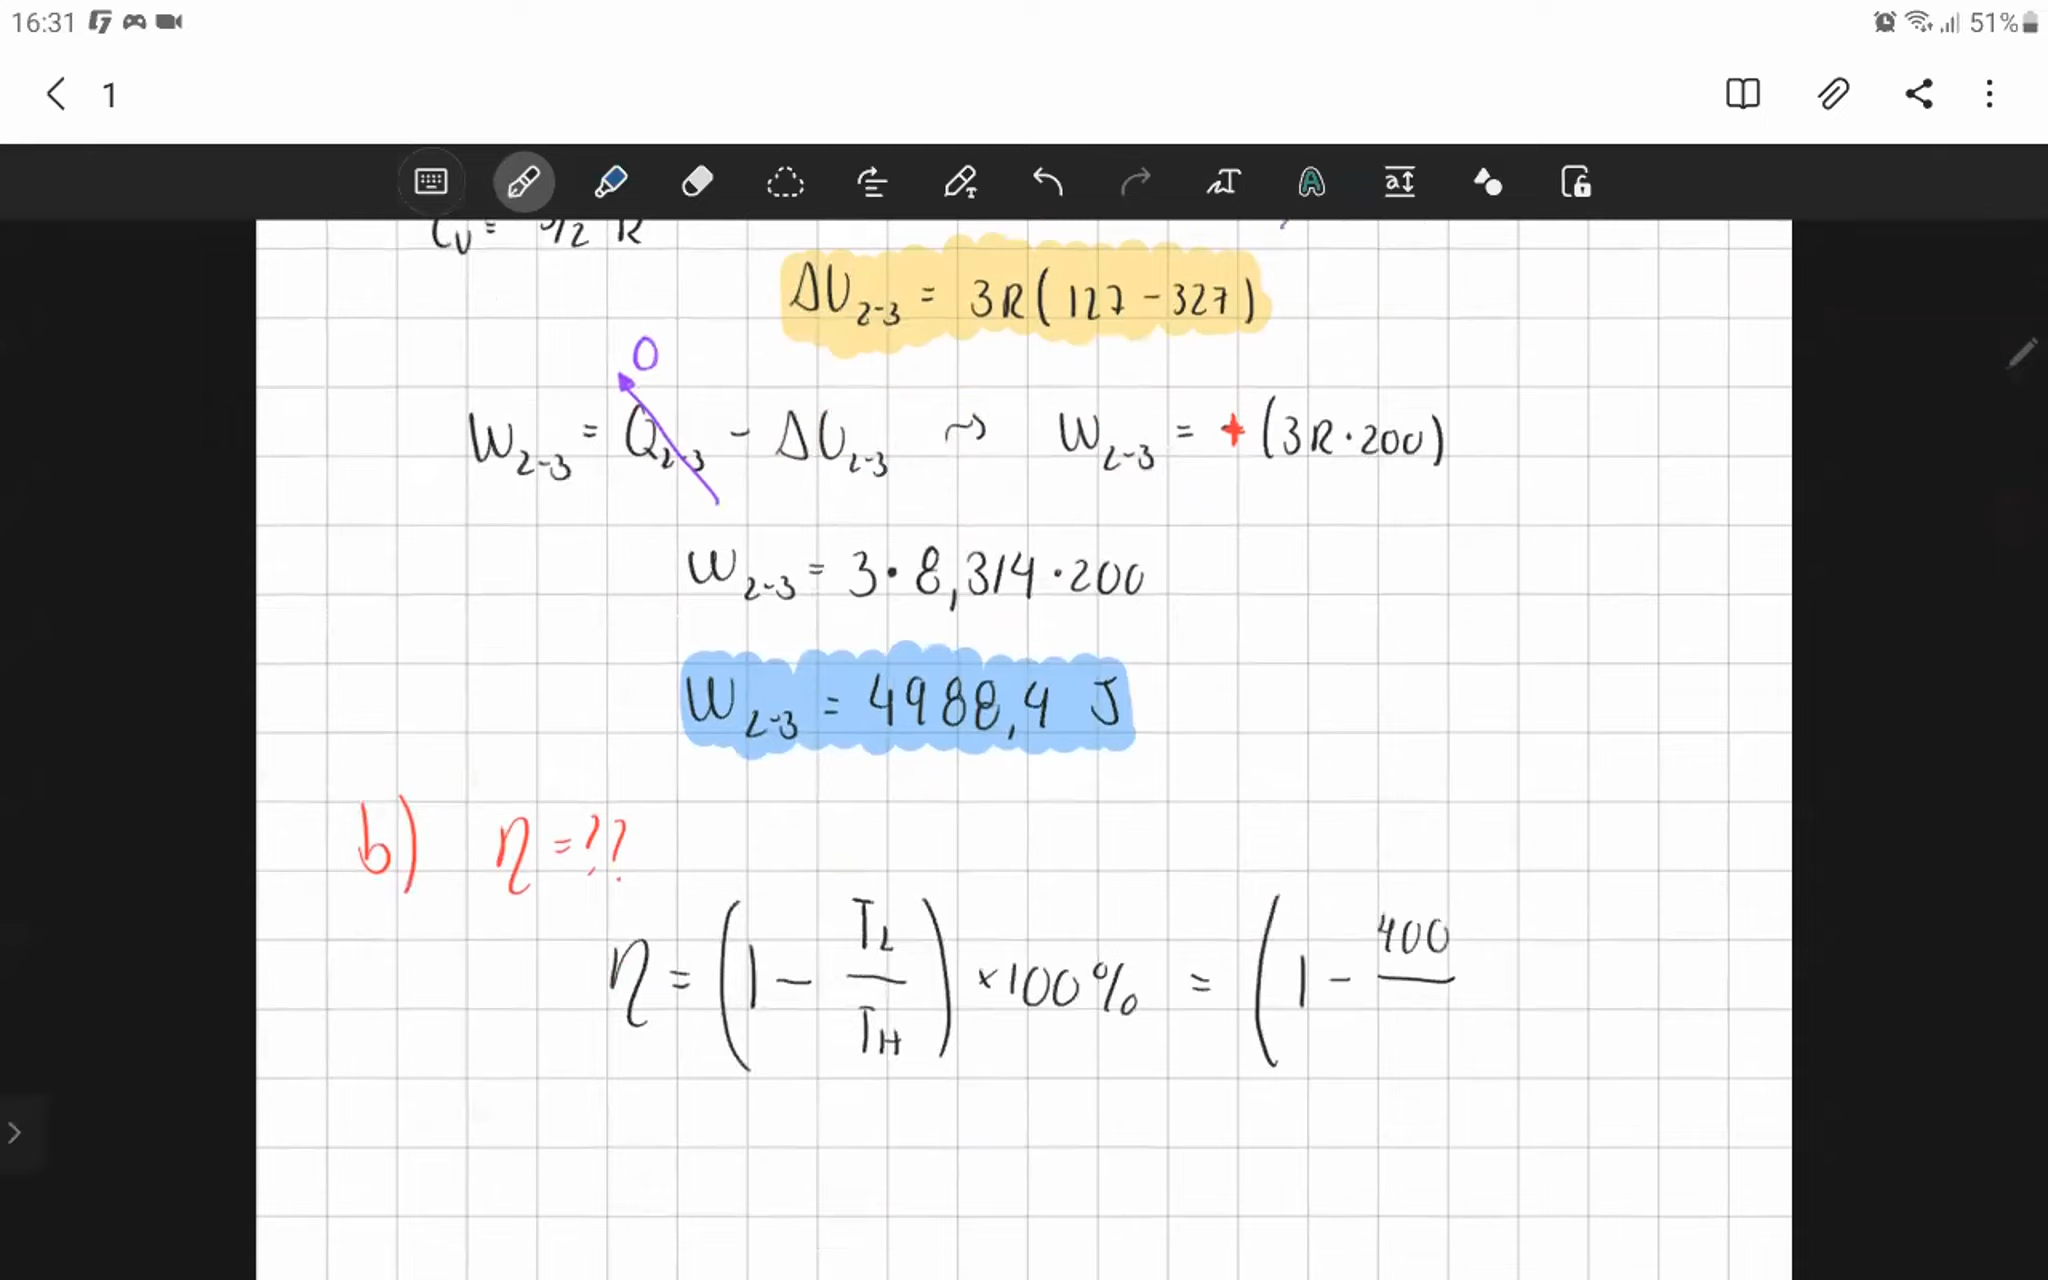 16:31 51%
1
Cv = 3/2 R
ΔU2-3 = 3R(127 - 327)
0
W2-3 = Q2-3 - ΔU2-3 ⤳ W2-3 = + (3R·200)
W2-3 = 3·8,314·200
W2-3 = 4988,4 J
b) η = ??
η = (1 - TL/TH) ×100% = (1 - 400